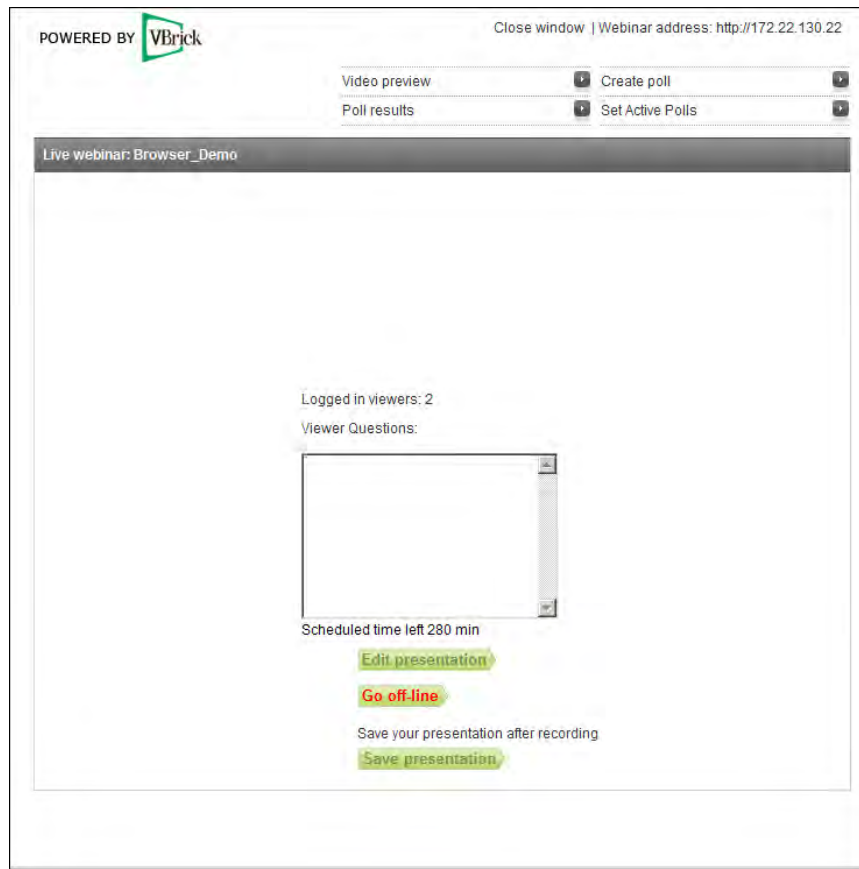 POWERED BY VBrick
Close window | Webinar address: http://172.22.130.22
Video preview
Create poll
Poll results
Set Active Polls
Live webinar: Browser_Demo
Logged in viewers: 2
Viewer Questions:
Scheduled time left 280 min
Edit presentation
Go off-line
Save your presentation after recording
Save presentation